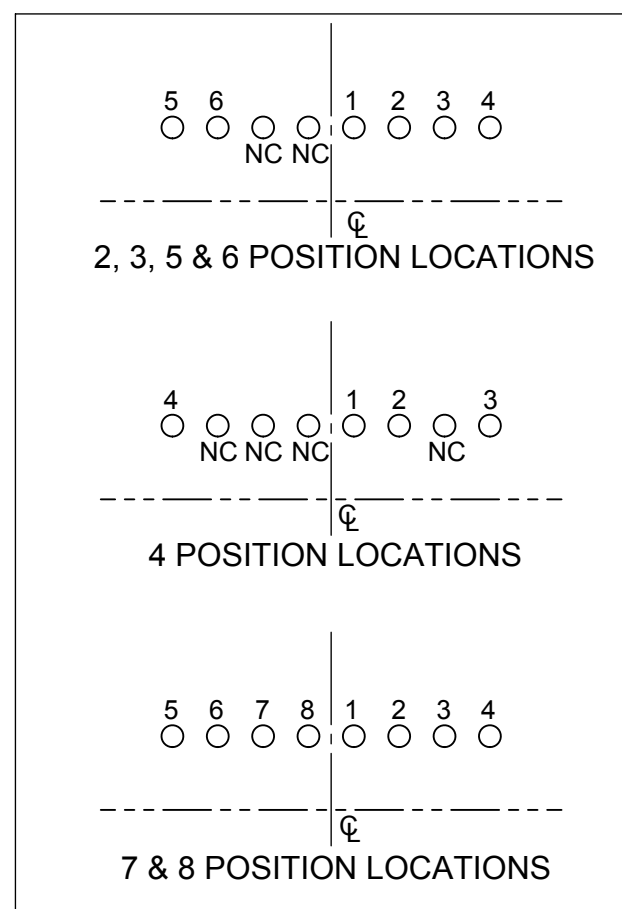 5 6 1 2 3 4
NC NC
℄
2, 3, 5 & 6 POSITION LOCATIONS
4 1 2 3
NC NC NC NC
℄
4 POSITION LOCATIONS
5 6 7 8 1 2 3 4
℄
7 & 8 POSITION LOCATIONS